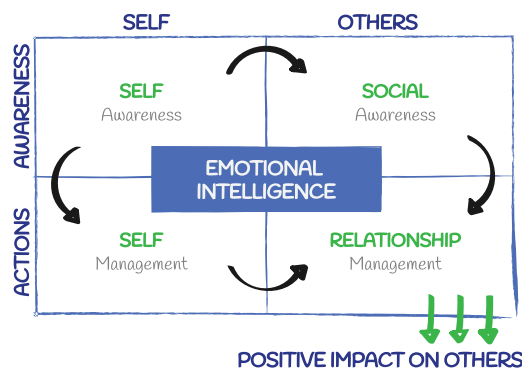 SELF
OTHERS
AWARENESS
SELF
Awareness
SOCIAL
Awareness
EMOTIONAL
INTELLIGENCE
ACTIONS
SELF
Management
RELATIONSHIP
Management
POSITIVE IMPACT ON OTHERS